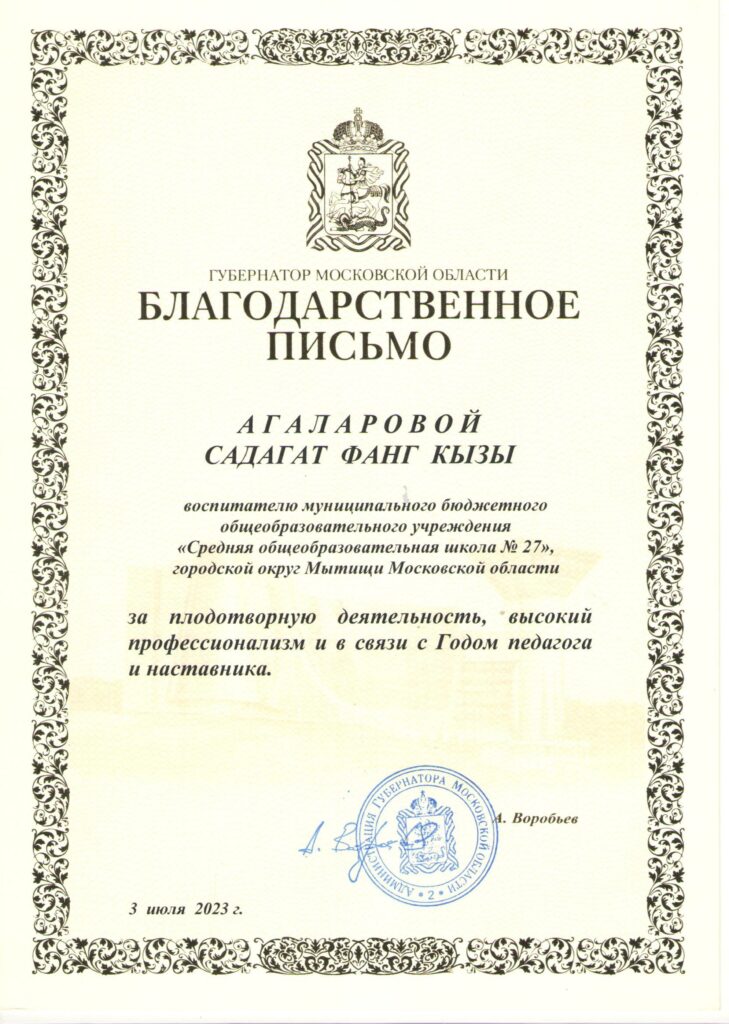 ГУБЕРНАТОР МОСКОВСКОЙ ОБЛАСТИ
БЛАГОДАРСТВЕННОЕ
ПИСЬМО
АГАЛАРОВОЙ
САДАГАТ ФАНГ КЫЗЫ
воспитателю муниципального бюджетного
общеобразовательного учреждения
«Средняя общеобразовательная школа № 27»,
городской округ Мытищи Московской области
за плодотворную деятельность, высокий
профессионализм и в связи с Годом педагога
и наставника.
АДМИНИСТРАЦИЯ ГУБЕРНАТОРА МОСКОВСКОЙ ОБЛАСТИ
• 2 •
А. Воробьев
3 июля 2023 г.